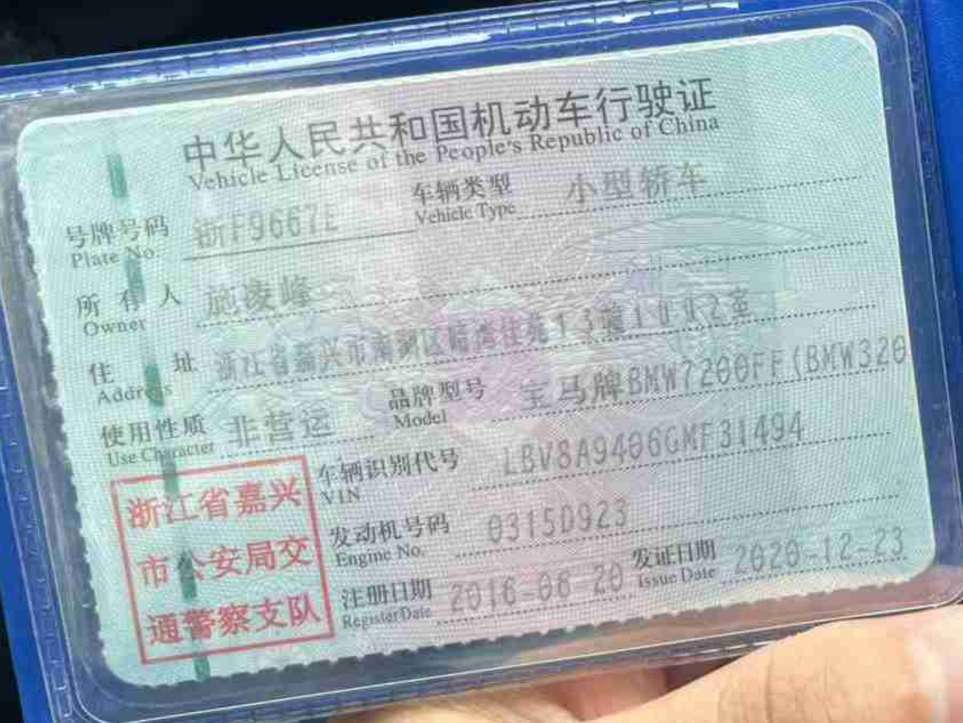 中华人民共和国机动车行驶证
Vehicle License of the People's Republic of China
号牌号码 浙F9667E 车辆类型 小型轿车
Plate No. Vehicle Type
所有人 施凌峰
Owner
住址 浙江省嘉兴市南湖区晴湾佳苑13幢1002室
Address
使用性质 非营运 品牌型号 宝马牌BMW7200FF(BMW320
Use Character Model
车辆识别代号 LBV8A9406GMF31494
VIN
发动机号码 0315D923
Engine No.
注册日期 2016-06-20 发证日期 2020-12-23
Register Date Issue Date
浙江省嘉兴
市公安局交
通警察支队